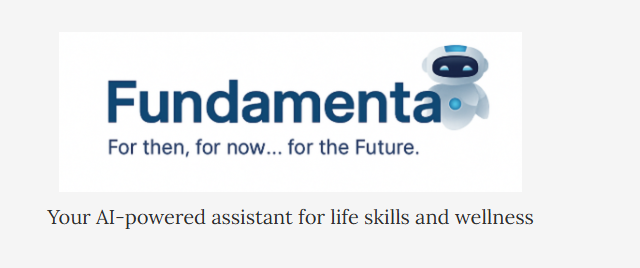 Fundamenta
For then, for now... for the Future.
Your AI-powered assistant for life skills and wellness